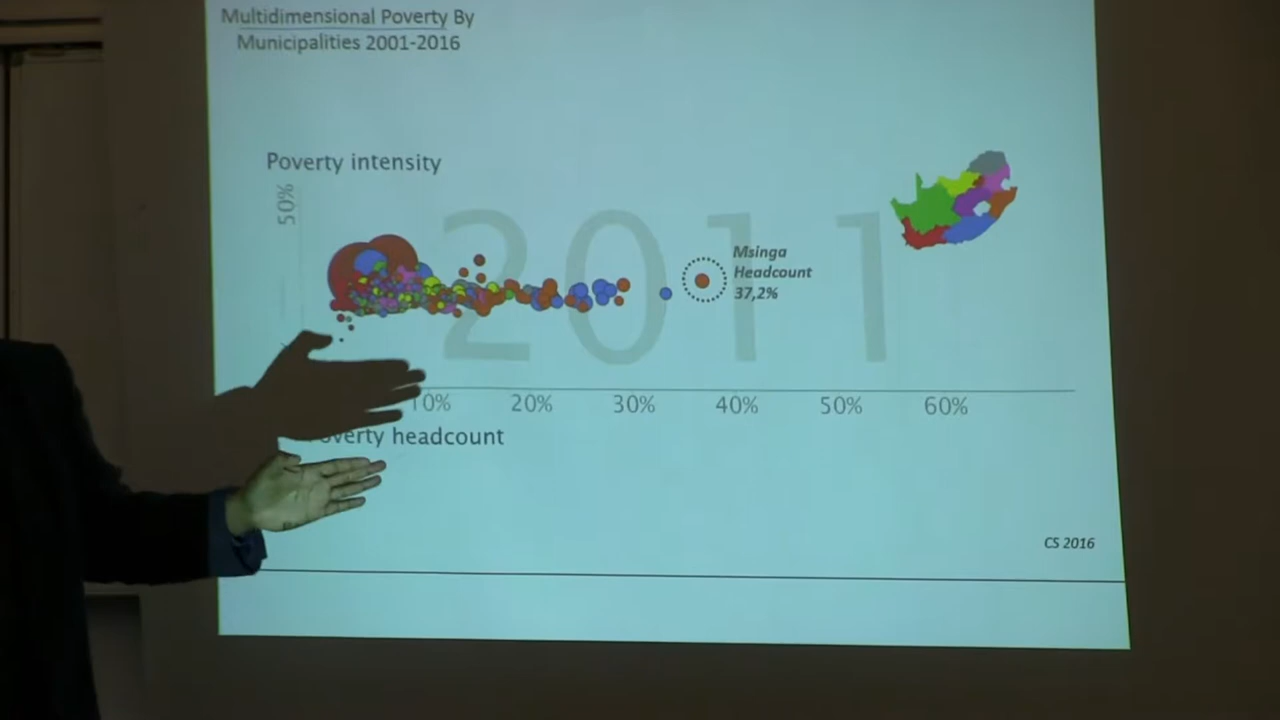 Multidimensional Poverty By
Municipalities 2001-2016
Poverty intensity
50%
2011
Msinga
Headcount
37,2%
10%
20%
30%
40%
50%
60%
Poverty headcount
CS 2016